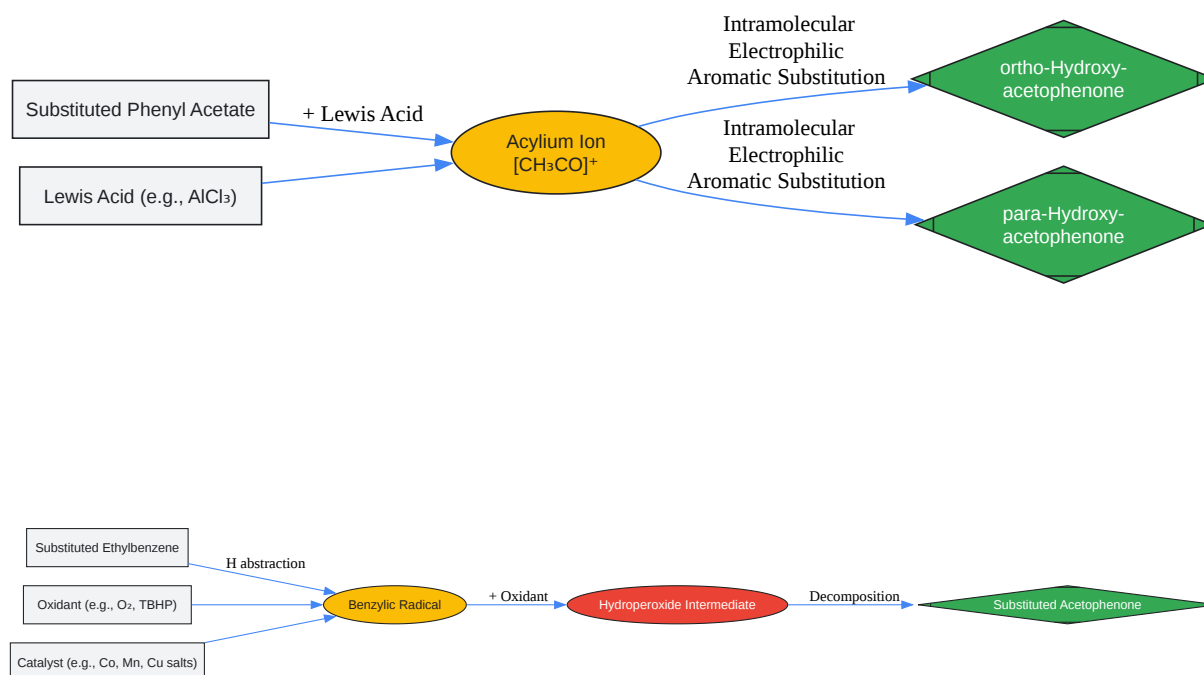 Intramolecular
Electrophilic
Aromatic Substitution
ortho-Hydroxy-
acetophenone
Substituted Phenyl Acetate
+ Lewis Acid
Acylium Ion
[CH₃CO]⁺
Intramolecular
Electrophilic
Aromatic Substitution
Lewis Acid (e.g., AlCl₃)
para-Hydroxy-
acetophenone
Substituted Ethylbenzene
H abstraction
Oxidant (e.g., O₂, TBHP)
Benzylic Radical
+ Oxidant
Hydroperoxide Intermediate
Decomposition
Substituted Acetophenone
Catalyst (e.g., Co, Mn, Cu salts)